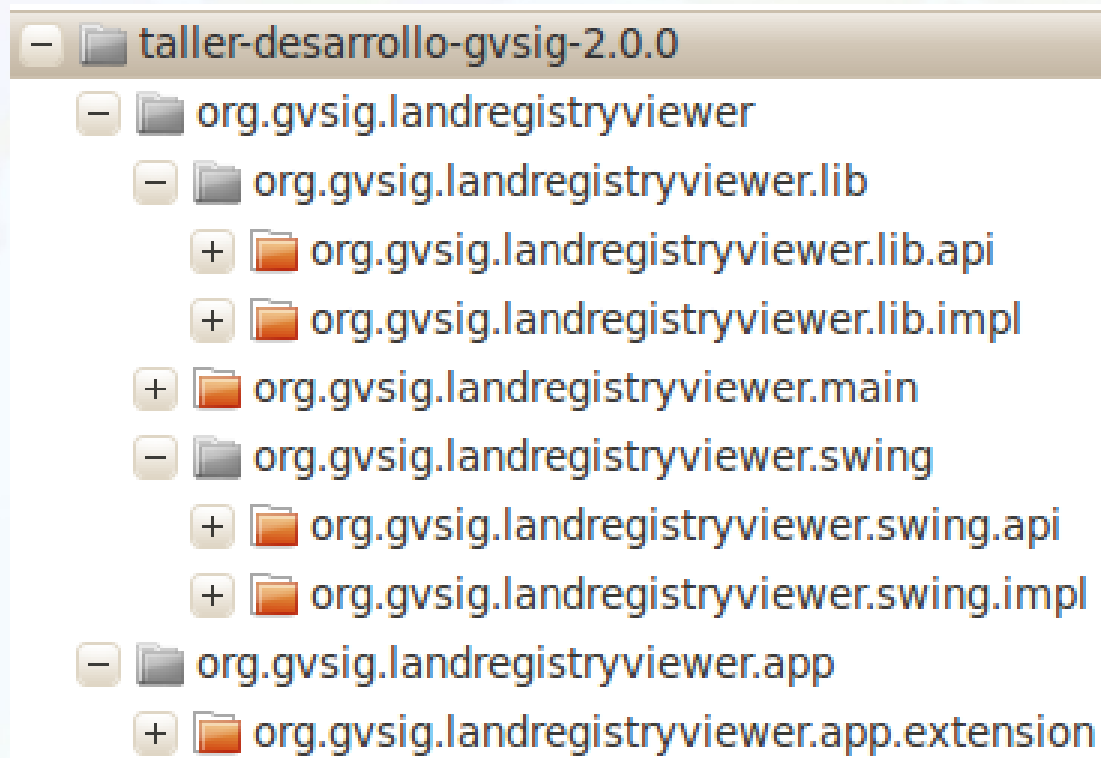 taller-desarrollo-gvsig-2.0.0
org.gvsig.landregistryviewer
org.gvsig.landregistryviewer.lib
org.gvsig.landregistryviewer.lib.api
org.gvsig.landregistryviewer.lib.impl
org.gvsig.landregistryviewer.main
org.gvsig.landregistryviewer.swing
org.gvsig.landregistryviewer.swing.api
org.gvsig.landregistryviewer.swing.impl
org.gvsig.landregistryviewer.app
org.gvsig.landregistryviewer.app.extension